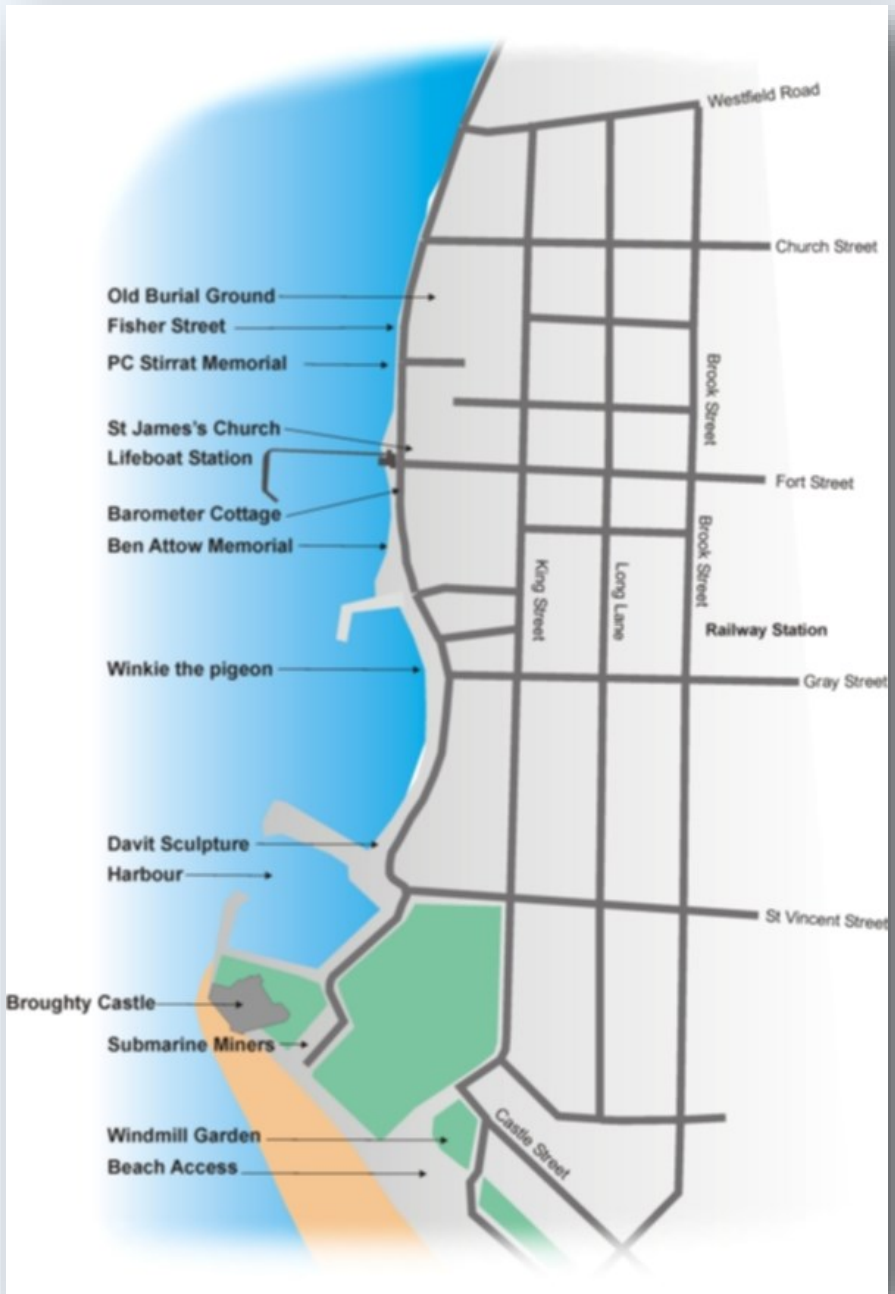 Westfield Road
Church Street
Old Burial Ground
Fisher Street
PC Stirrat Memorial
Brook Street
St James's Church
Lifeboat Station
Fort Street
Barometer Cottage
Ben Attow Memorial
Brook Street
King Street
Long Lane
Railway Station
Winkie the pigeon
Gray Street
Davit Sculpture
Harbour
St Vincent Street
Broughty Castle
Submarine Miners
Windmill Garden
Castle Street
Beach Access